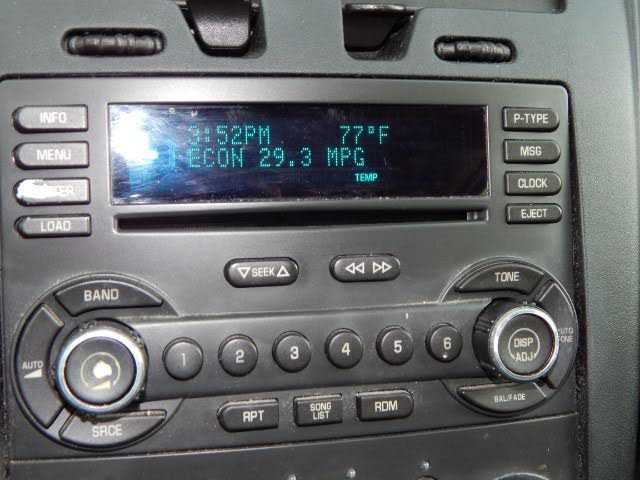 3:52PM 77°F
ECON 29.3 MPG
TEMP
INFO
MENU
LOAD
P-TYPE
MSG
CLOCK
EJECT
▽ SEEK △
BAND
AUTO
SRCE
TONE
AUTO TONE
DISP
ADJ
BAL/FADE
1 2 3 4 5 6
RPT
SONG
LIST
RDM